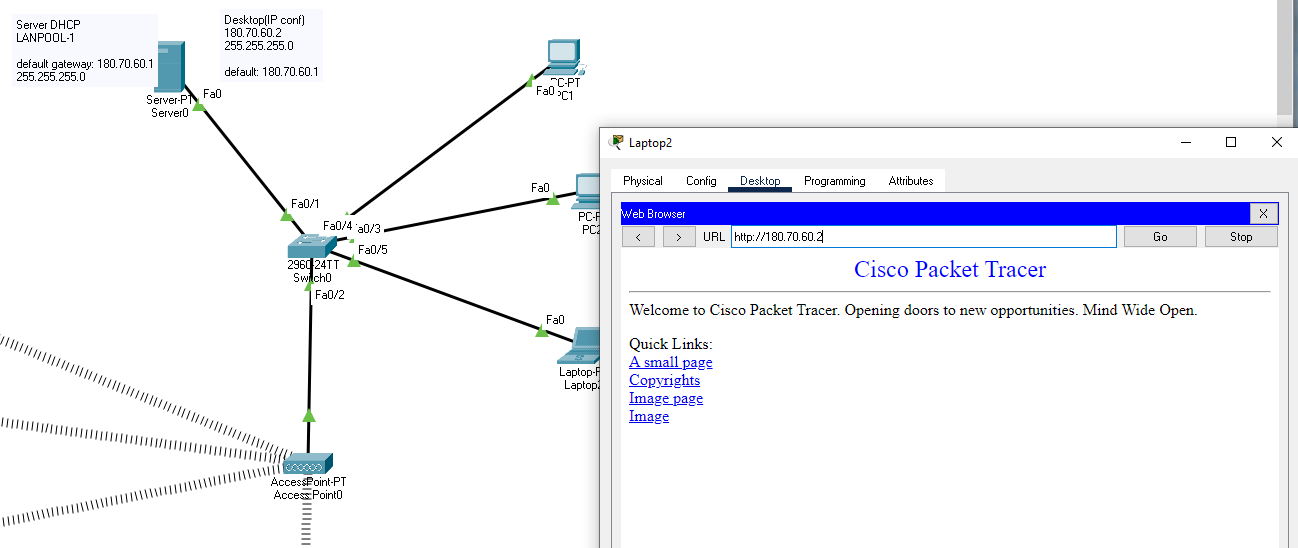 Server DHCP
LANPOOL-1
default gateway: 180.70.60.1
255.255.255.0
Desktop(IP conf)
180.70.60.2
255.255.255.0
default: 180.70.60.1
Server-PT
Server0
Fa0
PC-PT
PC1
Fa0
Fa0/1
Fa0/4
Fa0/3
Fa0/5
2960-24TT
Switch0
Fa0/2
Fa0
PC2
Fa0
Laptop-P
Laptop2
AccessPoint-PT
Access Point0
Laptop2
Physical
Config
Desktop
Programming
Attributes
Web Browser
X
<
>
URL
http://180.70.60.2
Go
Stop
Cisco Packet Tracer
Welcome to Cisco Packet Tracer. Opening doors to new opportunities. Mind Wide Open.
Quick Links:
A small page
Copyrights
Image page
Image